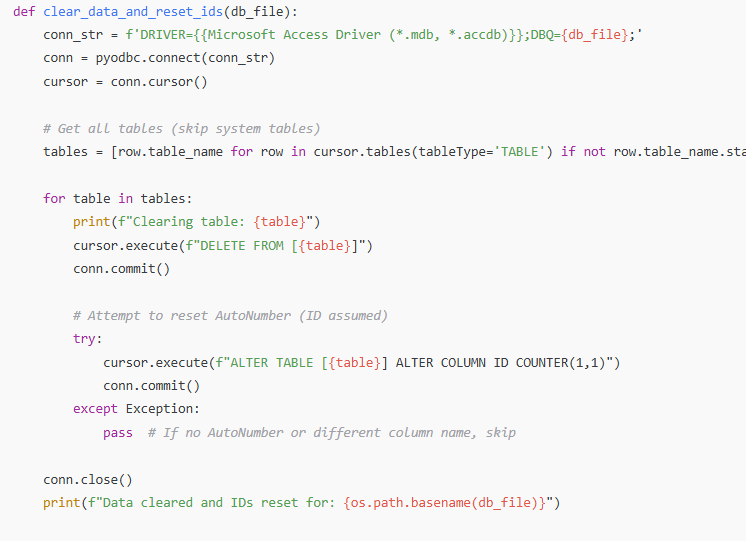 def clear_data_and_reset_ids(db_file):
    conn_str = f'DRIVER={{Microsoft Access Driver (*.mdb, *.accdb)}};DBQ={db_file};'
    conn = pyodbc.connect(conn_str)
    cursor = conn.cursor()

    # Get all tables (skip system tables)
    tables = [row.table_name for row in cursor.tables(tableType='TABLE') if not row.table_name.sta

    for table in tables:
        print(f"Clearing table: {table}")
        cursor.execute(f"DELETE FROM [{table}]")
        conn.commit()

        # Attempt to reset AutoNumber (ID assumed)
        try:
            cursor.execute(f"ALTER TABLE [{table}] ALTER COLUMN ID COUNTER(1,1)")
            conn.commit()
        except Exception:
            pass  # If no AutoNumber or different column name, skip

    conn.close()
    print(f"Data cleared and IDs reset for: {os.path.basename(db_file)}")